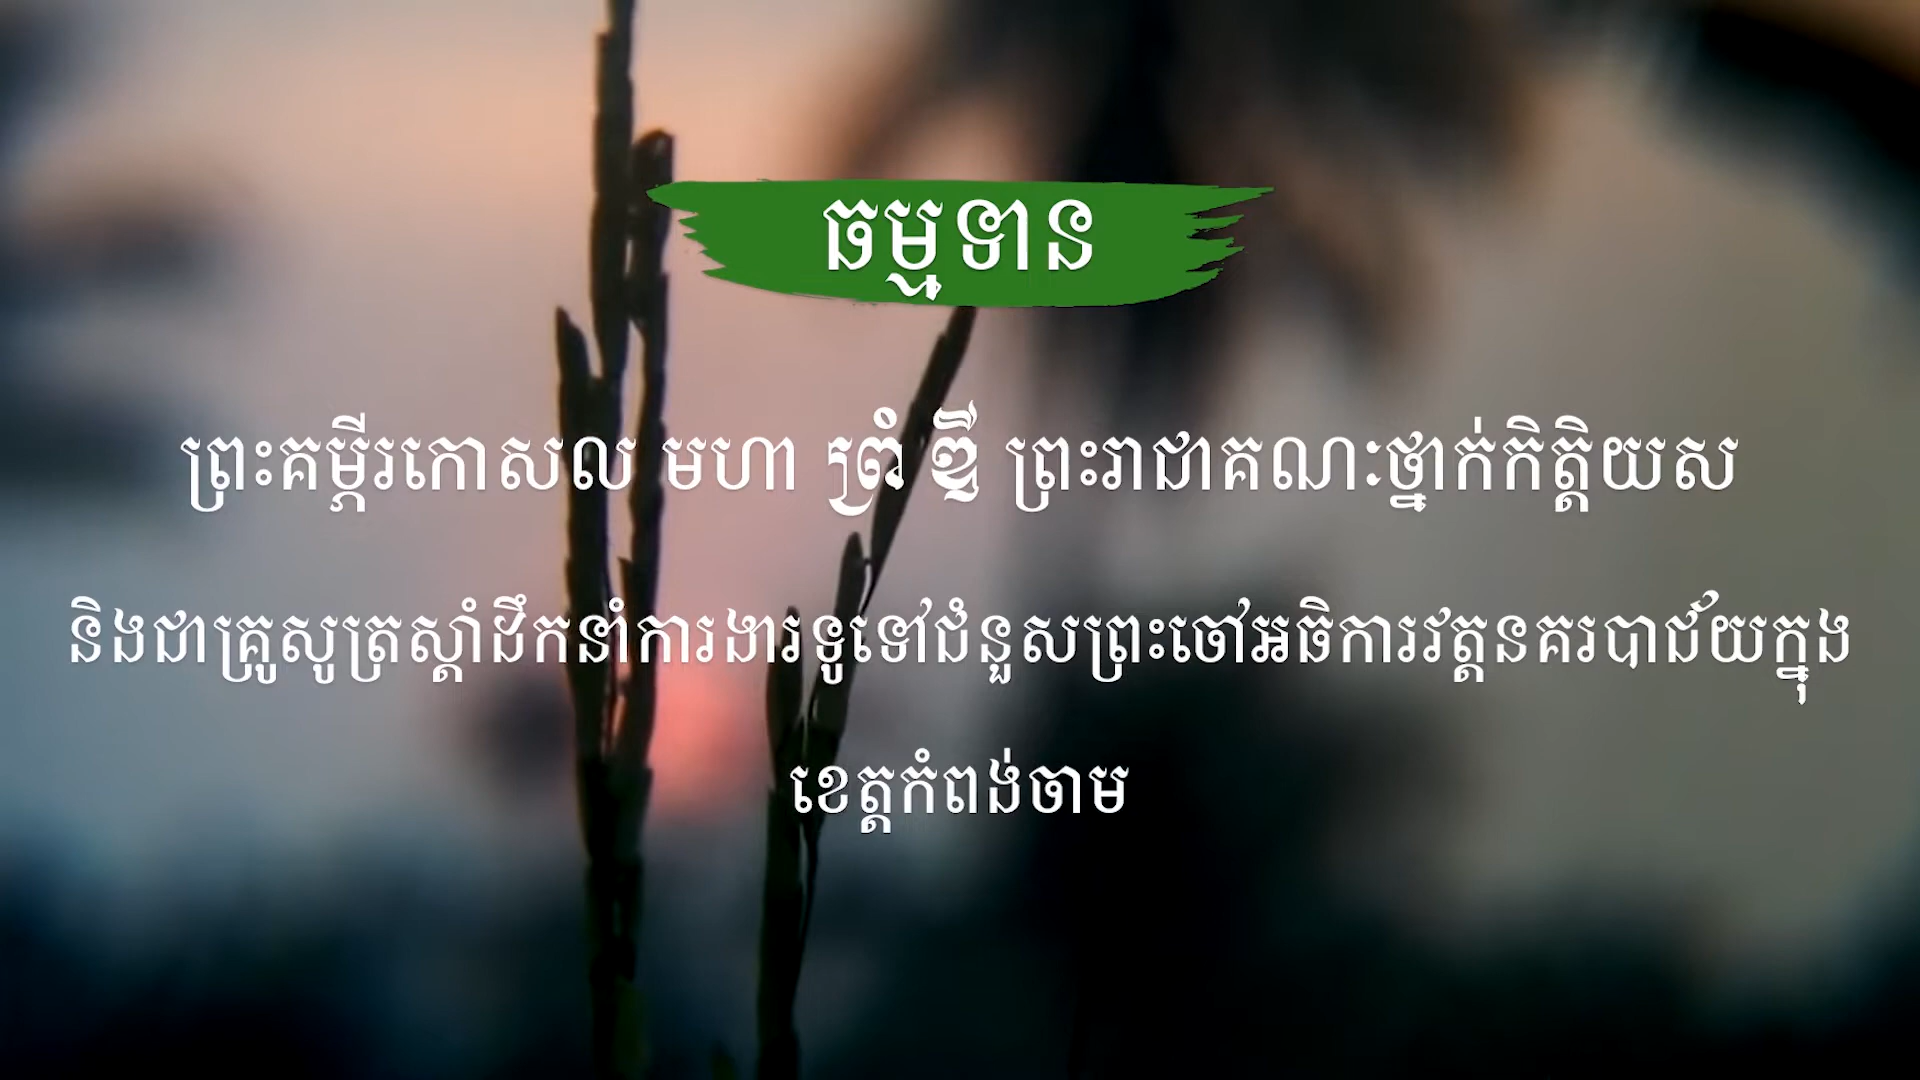 ធម្មទាន
ព្រះគម្ភីរកោសល មហា ព្រំ ឌី ព្រះរាជាគណៈថ្នាក់កិត្តិយស
និងជាគ្រូសូត្រស្ដាំដឹកនាំការងារទូទៅជំនួសព្រះចៅអធិការវត្តនគរបាជ័យក្នុង
ខេត្តកំពង់ចាម